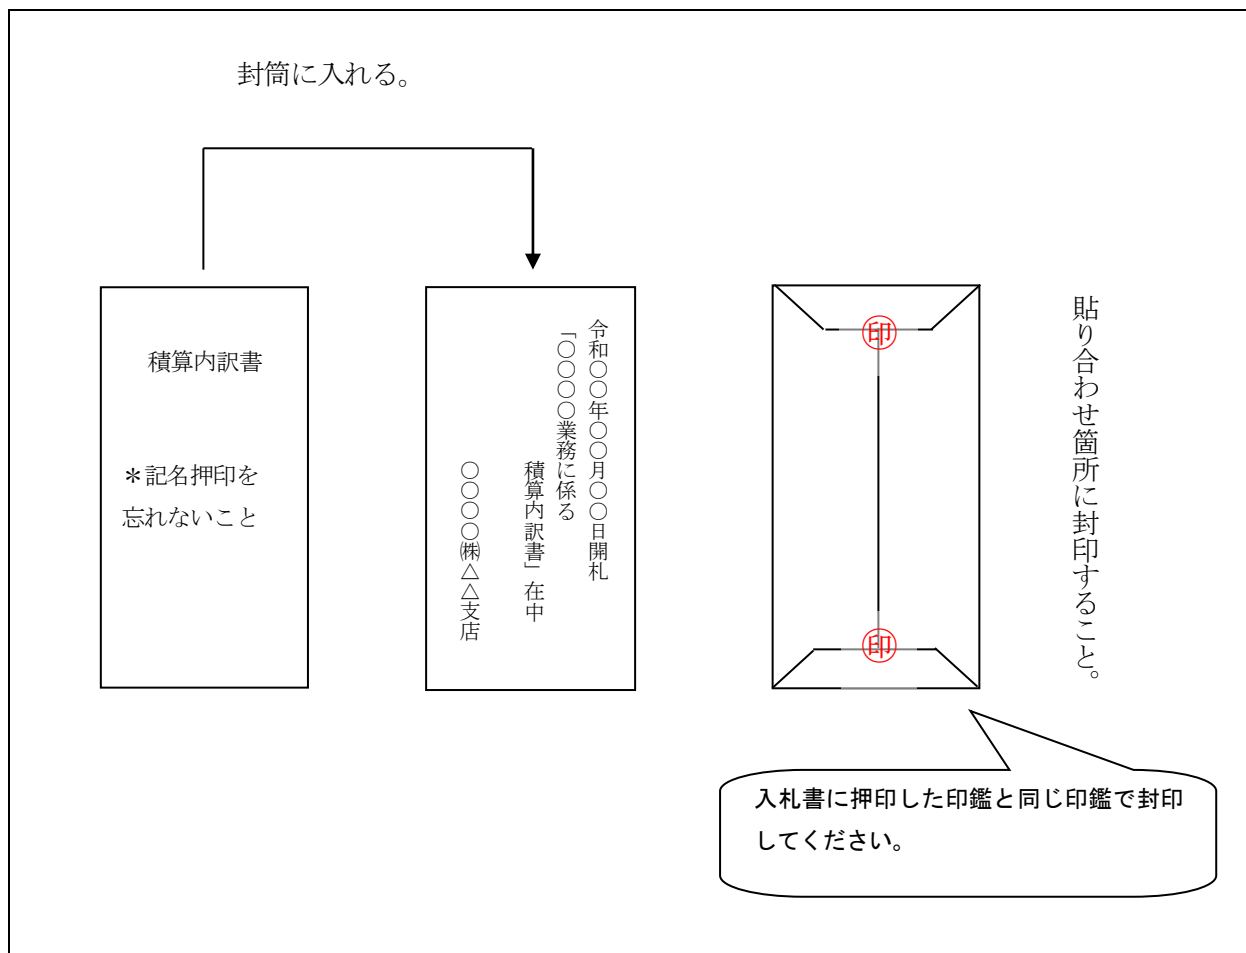 封筒に入れる。
積算内訳書
＊記名押印を
忘れないこと
令和〇〇年〇〇月〇〇日開札
「〇〇〇〇業務に係る
積算内訳書」在中
〇〇〇〇㈱△△支店
印
印
貼り合わせ箇所に封印すること。
入札書に押印した印鑑と同じ印鑑で封印
してください。